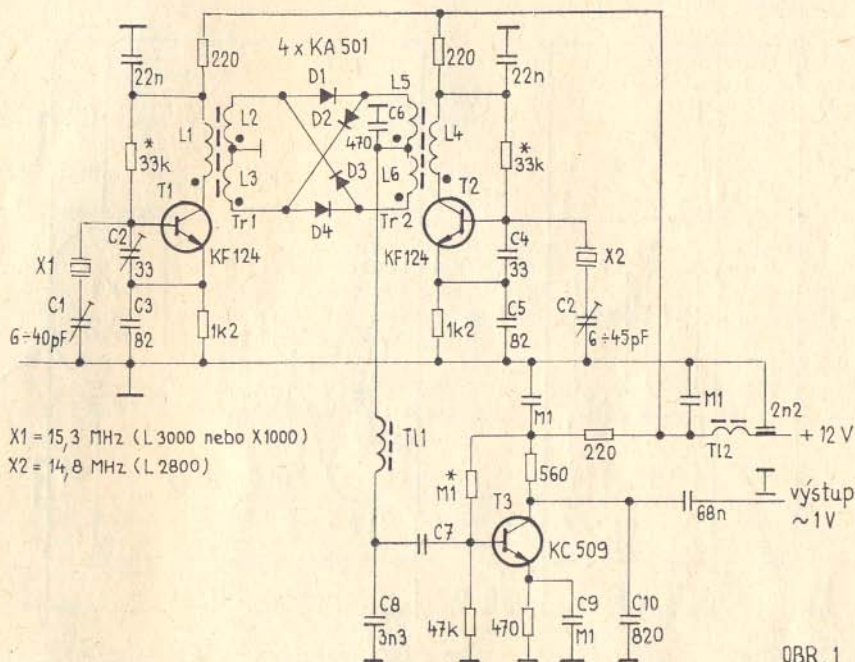 4 x KA 501
220
220
22n
22n
D1
L5
D2
C6
470
L1
L2
L4
*
33k
*
33k
D3
T1
L3
L6
T2
Tr1
D4
Tr2
C2
33
KF124
KF124
C4
33
X1
X2
C1
C3
82
1k2
1k2
C5
82
C2
6÷40pF
6÷45pF
M1
M1
2n2
X1 = 15,3 MHz (L3000 nebo X1000)
X2 = 14,8 MHz (L2800)
Tl1
220
Tl2
+ 12 V
*
M1
560
T3
výstup
~1V
68n
C7
KC 509
C8
3n3
47k
470
C9
M1
C10
820
OBR. 1